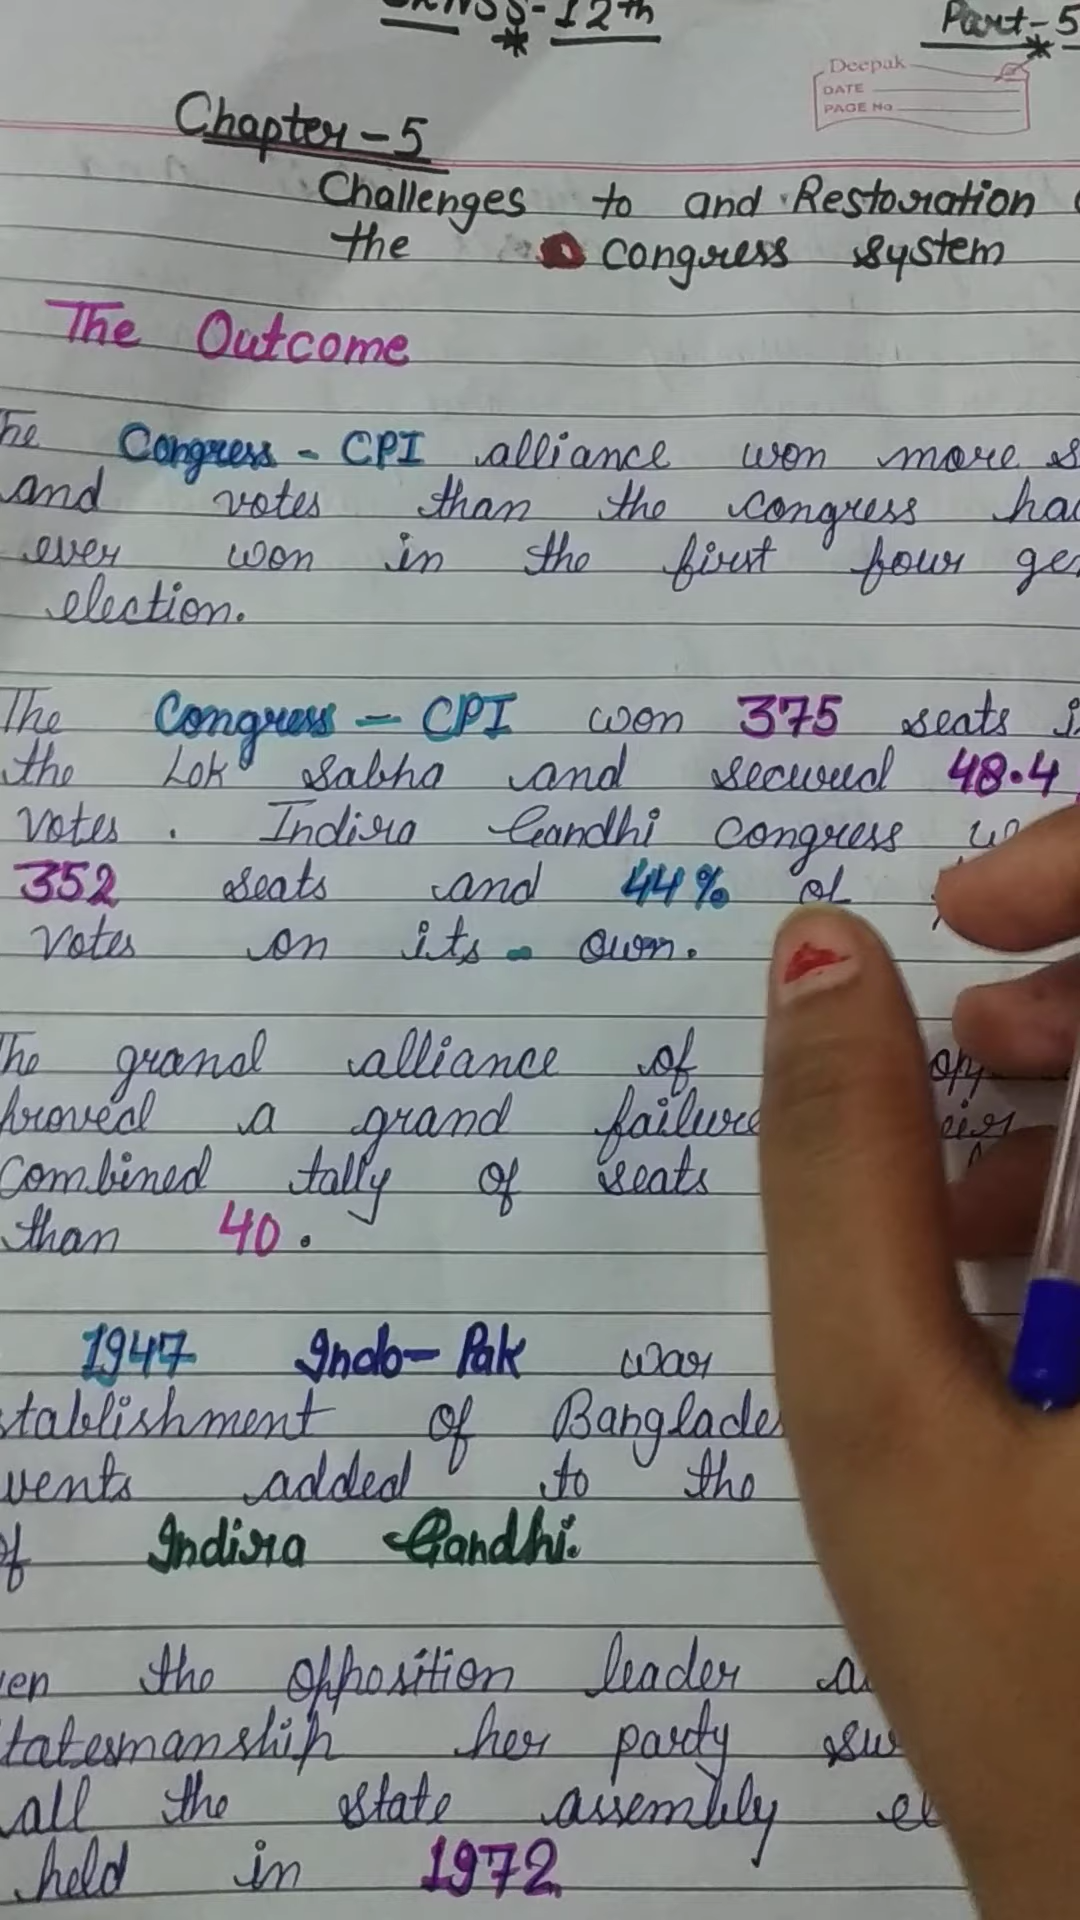 12th
Part-5
Deepak
DATE
PAGE No
Chapter-5
Challenges to and Restoration
the congress system
The Outcome
The Congress - CPI alliance won more
and votes than the congress
ever won in the first four
election.
The Congress - CPI won 375 seats
the Lok Sabha and secured 48.4
votes. Indira Gandhi congress
352 seats and 44% of
votes on its own.
The grand alliance of
proved a grand failure
combined tally of seats
than 40.
1947 Indo-Pak war
of
added to the
of Indira Gandhi.
the opposition leader
her party
all the state assembly
held in 1972